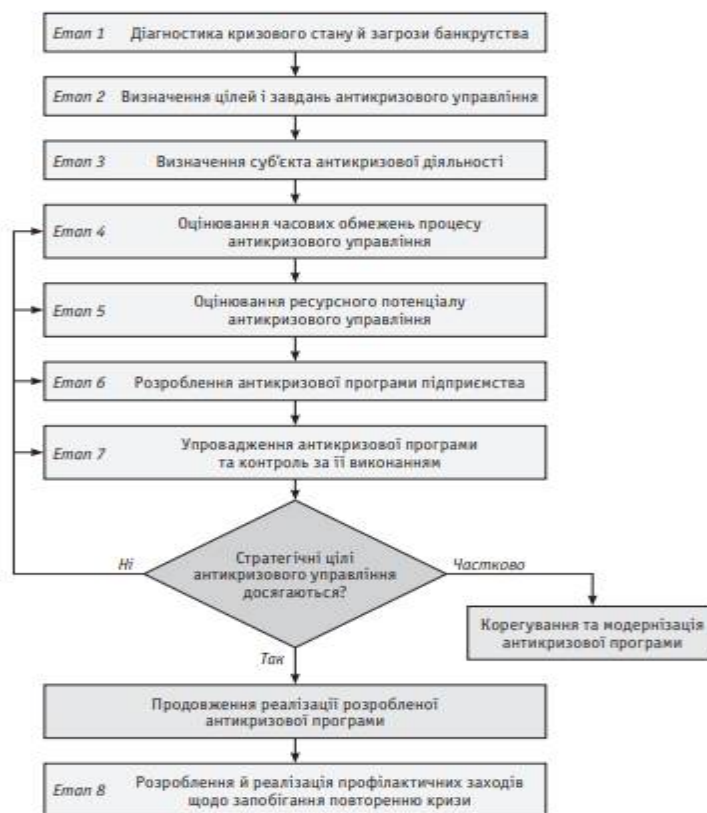 Етап 1 Діагностика кризового стану й загрози банкрутства
Етап 2 Визначення цілей і завдань антикризового управління
Етап 3 Визначення суб'єкта антикризової діяльності
Етап 4 Оцінювання часових обмежень процесу
антикризового управління
Етап 5 Оцінювання ресурсного потенціалу
антикризового управління
Етап 6 Розроблення антикризової програми підприємства
Етап 7 Упровадження антикризової програми
та контроль за її виконанням
Ні
Стратегічні цілі
антикризового управління
досягаються?
Частково
Корегування та модернізація
антикризової програми
Так
Продовження реалізації розробленої
антикризової програми
Етап 8 Розроблення й реалізація профілактичних заходів
щодо запобігання повторенню кризи